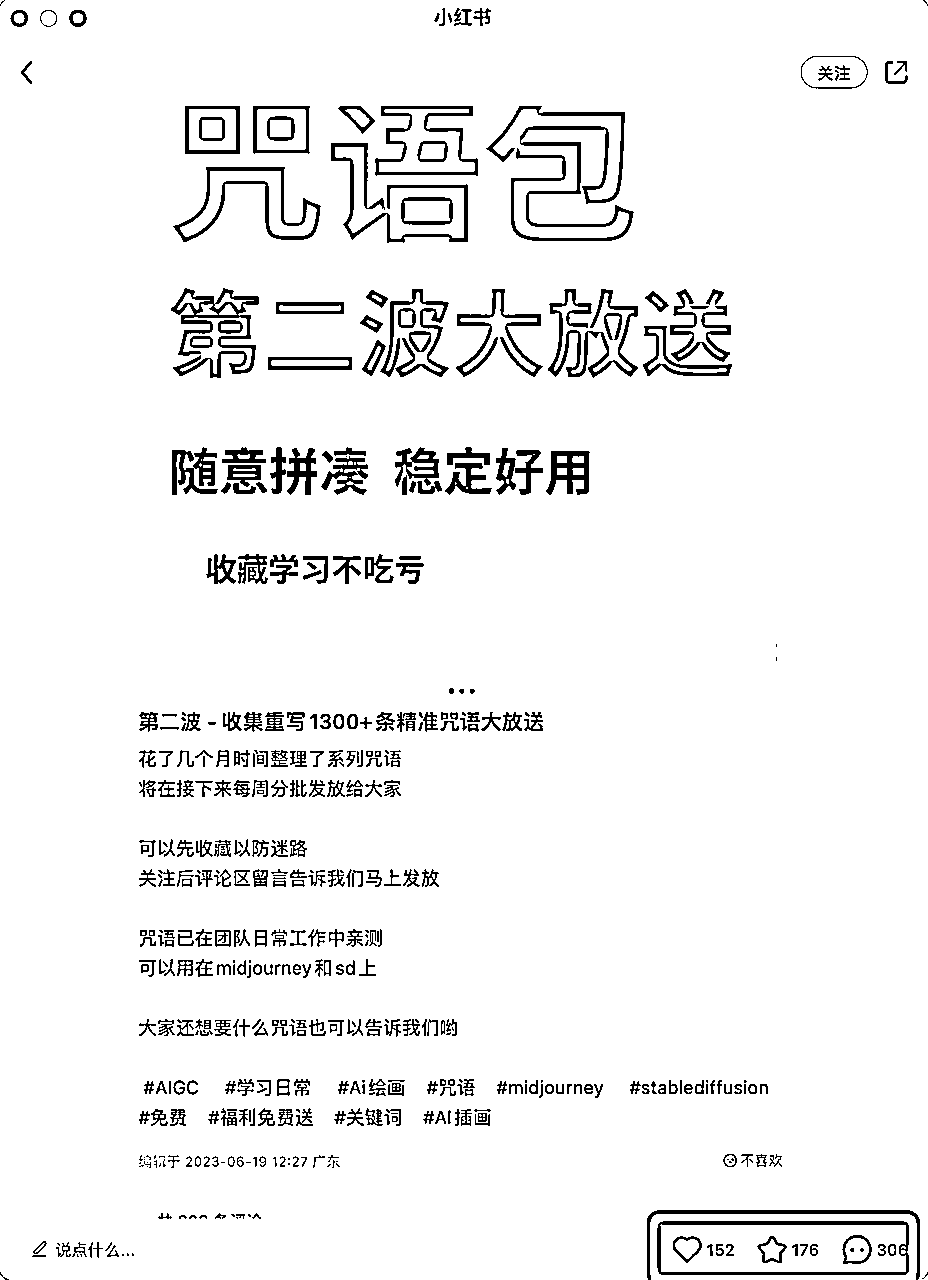 小红书
关注
咒语包
第二波大放送
随意拼凑 稳定好用
收藏学习不吃亏
第二波 - 收集重写1300+条精准咒语大放送
花了几个月时间整理了系列咒语
将在接下来每周分批发放给大家
可以先收藏以防迷路
关注后评论区留言告诉我们马上发放
咒语已在团队日常工作中亲测
可以用在midjourney和sd上
大家还想要什么咒语也可以告诉我们哟
#AIGC #学习日常 #Ai绘画 #咒语 #midjourney #stablediffusion
#免费 #福利免费送 #关键词 #AI插画
编辑于 2023-06-19 12:27 广东 不喜欢
说点什么... 152 176 306